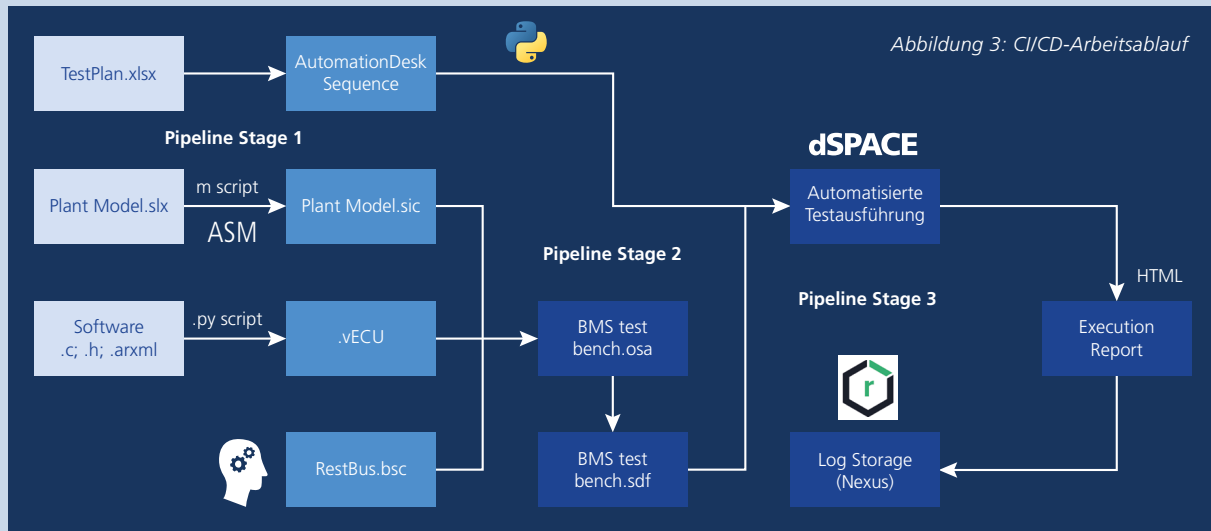 Abbildung 3: CI/CD-Arbeitsablauf
TestPlan.xlsx
AutomationDesk
Sequence
Pipeline Stage 1
dSPACE
Plant Model.slx
m script
ASM
Plant Model.sic
Automatisierte
Testausführung
Pipeline Stage 2
HTML
Pipeline Stage 3
Software
.c; .h; .arxml
.py script
.vECU
BMS test
bench.osa
Execution
Report
r
RestBus.bsc
BMS test
bench.sdf
Log Storage
(Nexus)